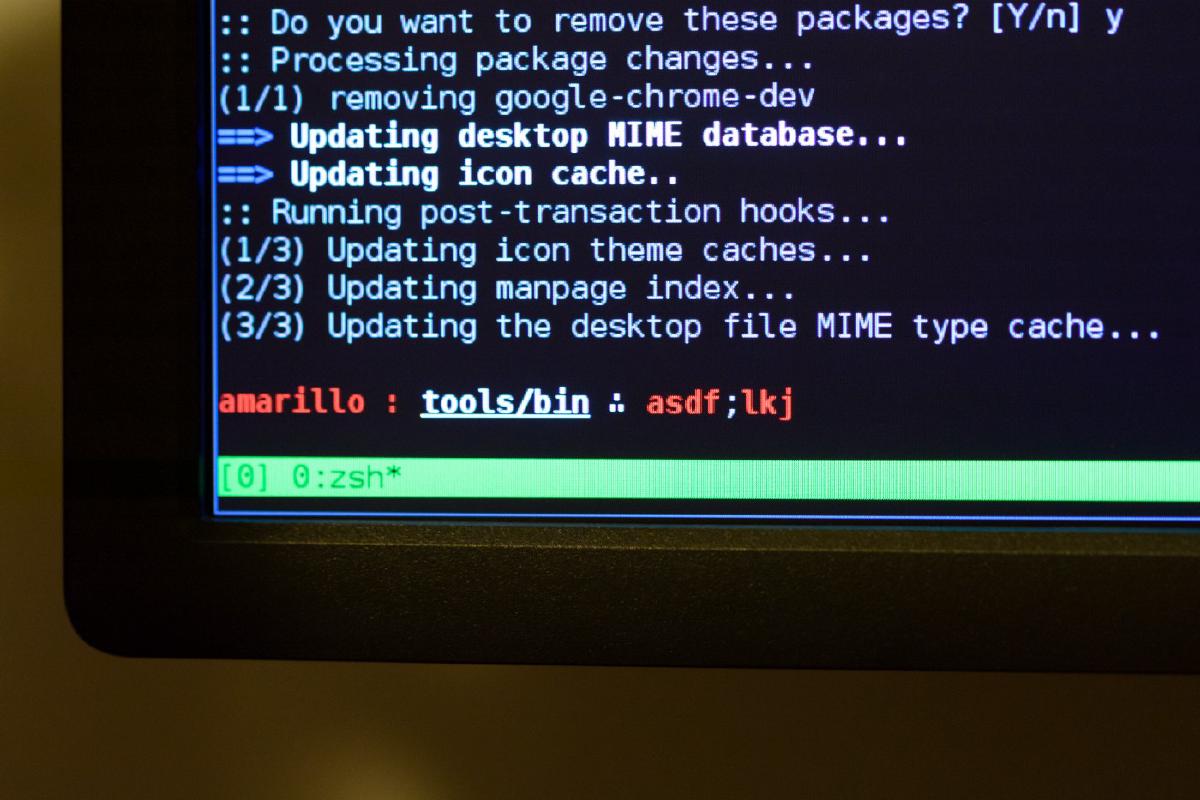 :: Do you want to remove these packages? [Y/n] y
:: Processing package changes...
(1/1) removing google-chrome-dev
==> Updating desktop MIME database...
==> Updating icon cache..
:: Running post-transaction hooks...
(1/3) Updating icon theme caches...
(2/3) Updating manpage index...
(3/3) Updating the desktop file MIME type cache...
amarillo : tools/bin ∴ asdf;lkj
[0] 0:zsh*